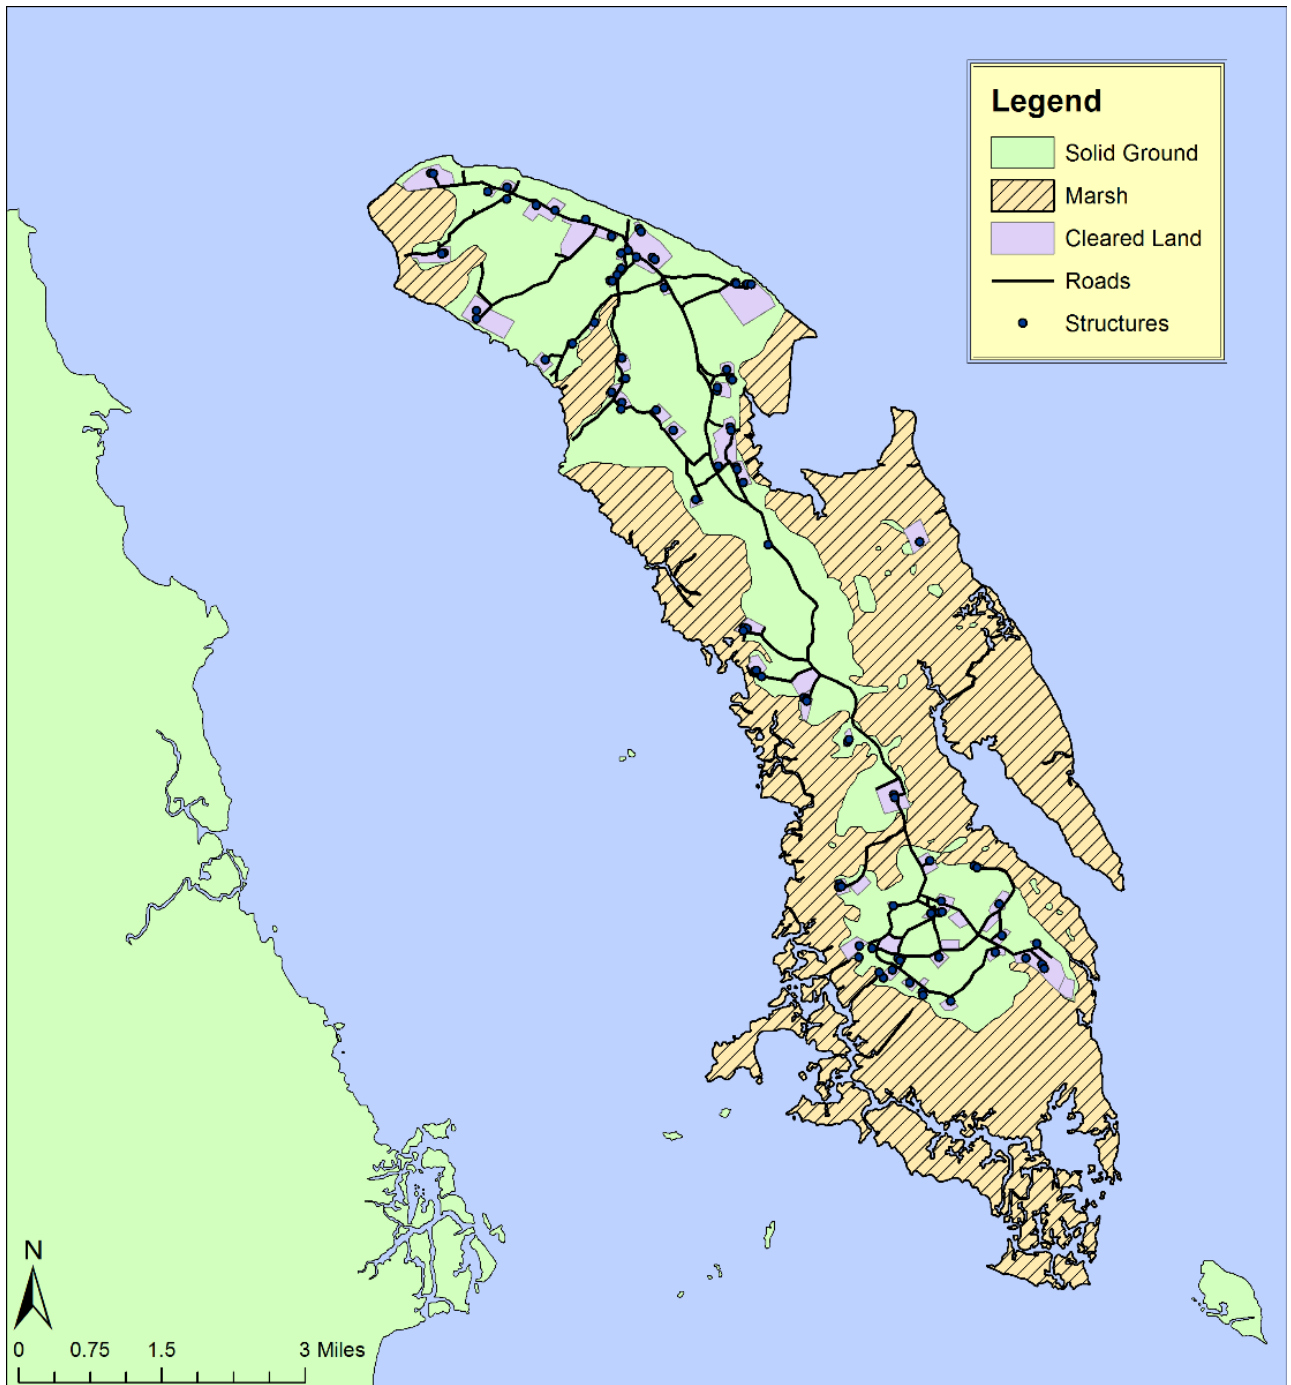 Legend
Solid Ground
Marsh
Cleared Land
Roads
Structures
N
0 0.75 1.5 3 Miles